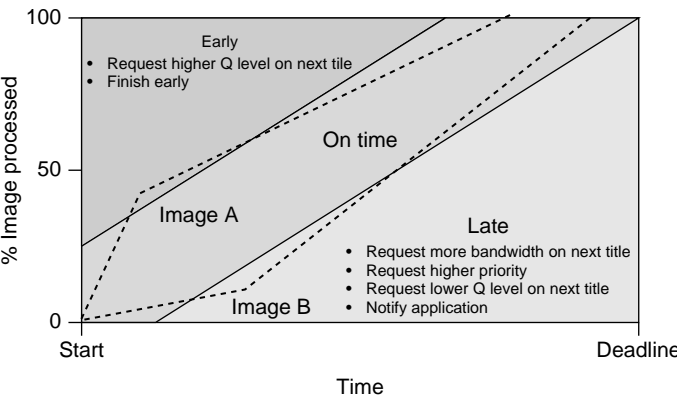 100
Early
• Request higher Q level on next tile
• Finish early
On time
50
Image A
% Image processed
Late
• Request more bandwidth on next title
• Request higher priority
• Request lower Q level on next title
• Notify application
Image B
0
Start
Deadline
Time